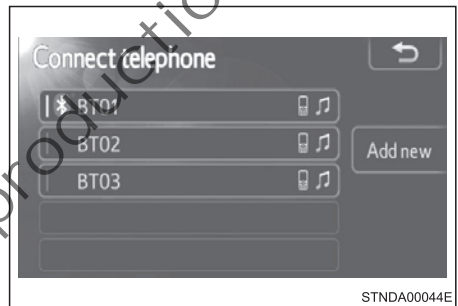 Connect telephone
BT01
BT02
Add new
BT03
STNDA00044E